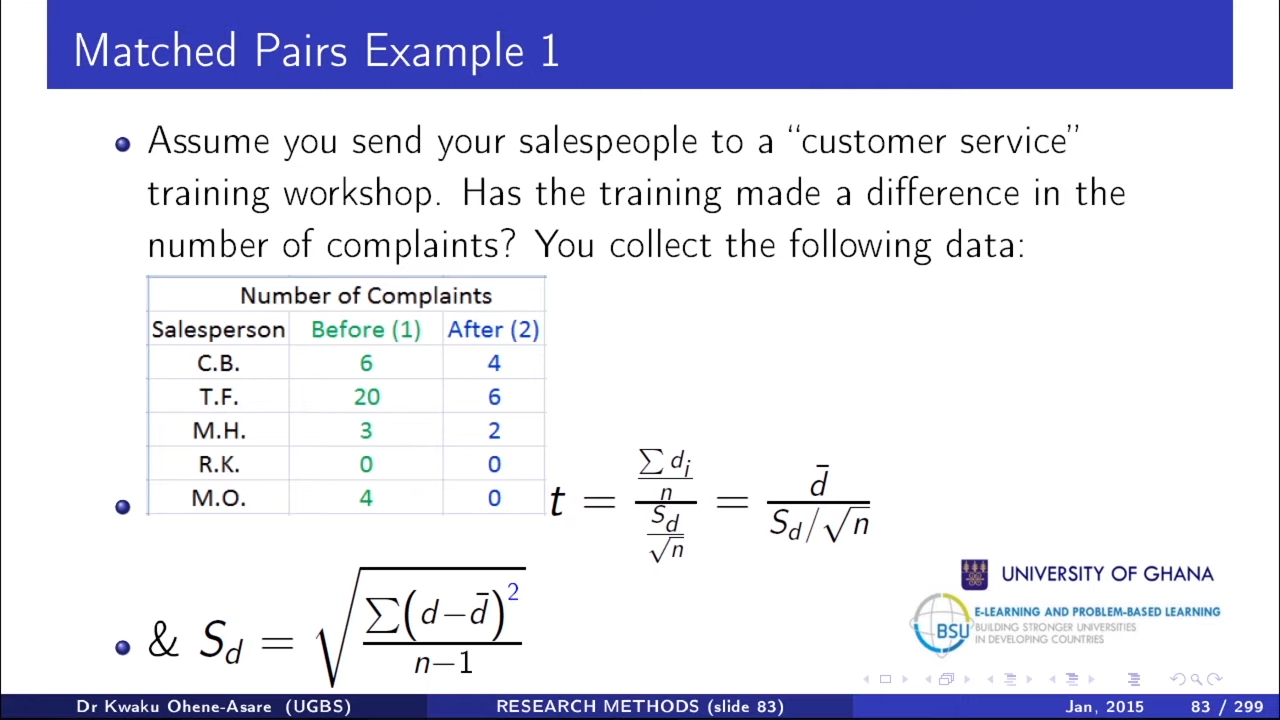 Matched Pairs Example 1
Assume you send your salespeople to a “customer service”
training workshop. Has the training made a difference in the
number of complaints? You collect the following data:
Number of Complaints
Salesperson Before (1) After (2)
C.B. 6 4
T.F. 20 6
M.H. 3 2
R.K. 0 0
M.O. 4 0
t = (∑ d_i / n) / (S_d / √n) = d̄ / (S_d/√n)
& S_d = √(∑(d−d̄)² / (n−1))
UNIVERSITY OF GHANA
E-LEARNING AND PROBLEM-BASED LEARNING
BSU BUILDING STRONGER UNIVERSITIES
IN DEVELOPING COUNTRIES
Dr Kwaku Ohene-Asare (UGBS) RESEARCH METHODS (slide 83) Jan, 2015 83 / 299